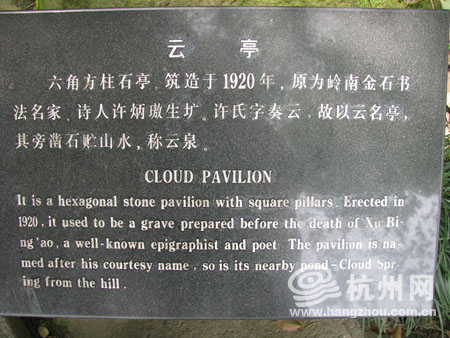 云 亭
六角方柱石亭，筑造于1920年，原为岭南金石书
法名家、诗人许炳璈生圹。许氏字奏云，故以云名亭，
其旁凿石贮山水，称云泉。
CLOUD PAVILION
It is a hexagonal stone pavilion with square pillars. Erected in
1920, it used to be a grave prepared before the death of Xu Bi-
ng'ao, a well-known epigraphist and poet The pavilion is na-
med after his courtesy name, so is its nearby pond-Cloud Spr-
ing from the hill.
杭州网
www.hangzhou.com.cn